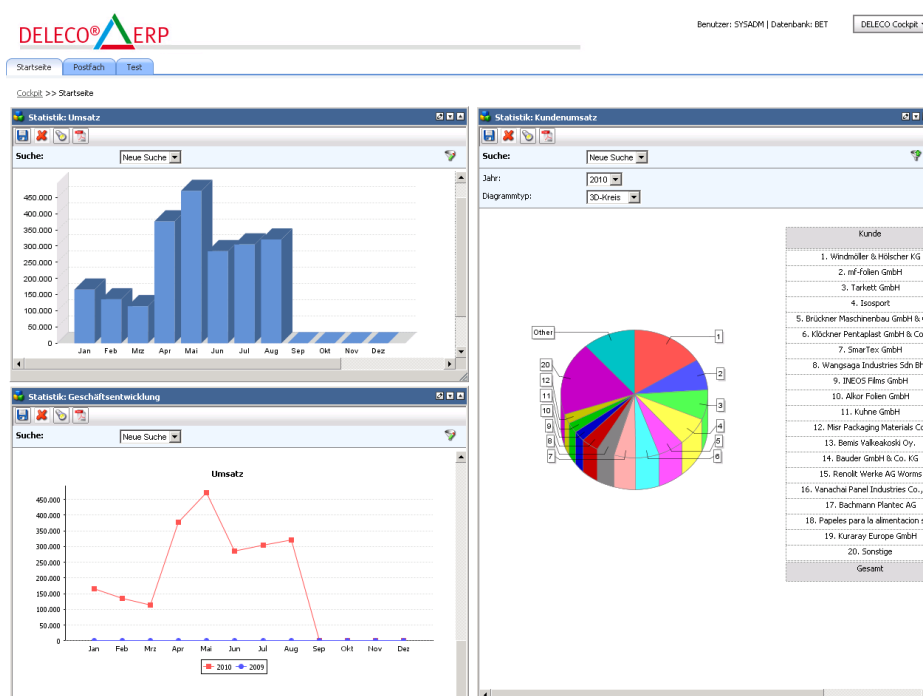 DELECO® ERP
Benutzer: SYSADM | Datenbank: BET
DELECO Cockpit
Startseite Postfach Test
Cockpit >> Startseite
Statistik: Umsatz
Suche: Neue Suche
450.000
400.000
350.000
300.000
250.000
200.000
150.000
100.000
50.000
0
Jan Feb Mrz Apr Mai Jun Jul Aug Sep Okt Nov Dez
Statistik: Geschäftsentwicklung
Suche: Neue Suche
Umsatz
450.000
400.000
350.000
300.000
250.000
200.000
150.000
100.000
50.000
0
Jan Feb Mrz Apr Mai Jun Jul Aug Sep Okt Nov Dez
2010 2009
Statistik: Kundenumsatz
Suche: Neue Suche
Jahr: 2010
Diagrammtyp: 3D-Kreis
Other
1
2
3
4
5
6
7
8
9
10
11
12
20
Kunde
1. Windmöller & Hölscher KG
2. mf-folien GmbH
3. Tarkett GmbH
4. Isosport
5. Brückner Maschinenbau GmbH &
6. Klöckner Pentaplast GmbH & Co
7. SmarTex GmbH
8. Wangsaga Industries Sdn Bh
9. INEOS Films GmbH
10. Alkor Folien GmbH
11. Kuhne GmbH
12. Misr Packaging Materials Co
13. Bemis Valkeakoski Oy.
14. Bauder GmbH & Co. KG
15. Renolit Werke AG Worms
16. Vanachai Panel Industries Co.,
17. Bachmann Plantec AG
18. Papeles para la alimentacion s
19. Kuraray Europe GmbH
20. Sonstige
Gesamt